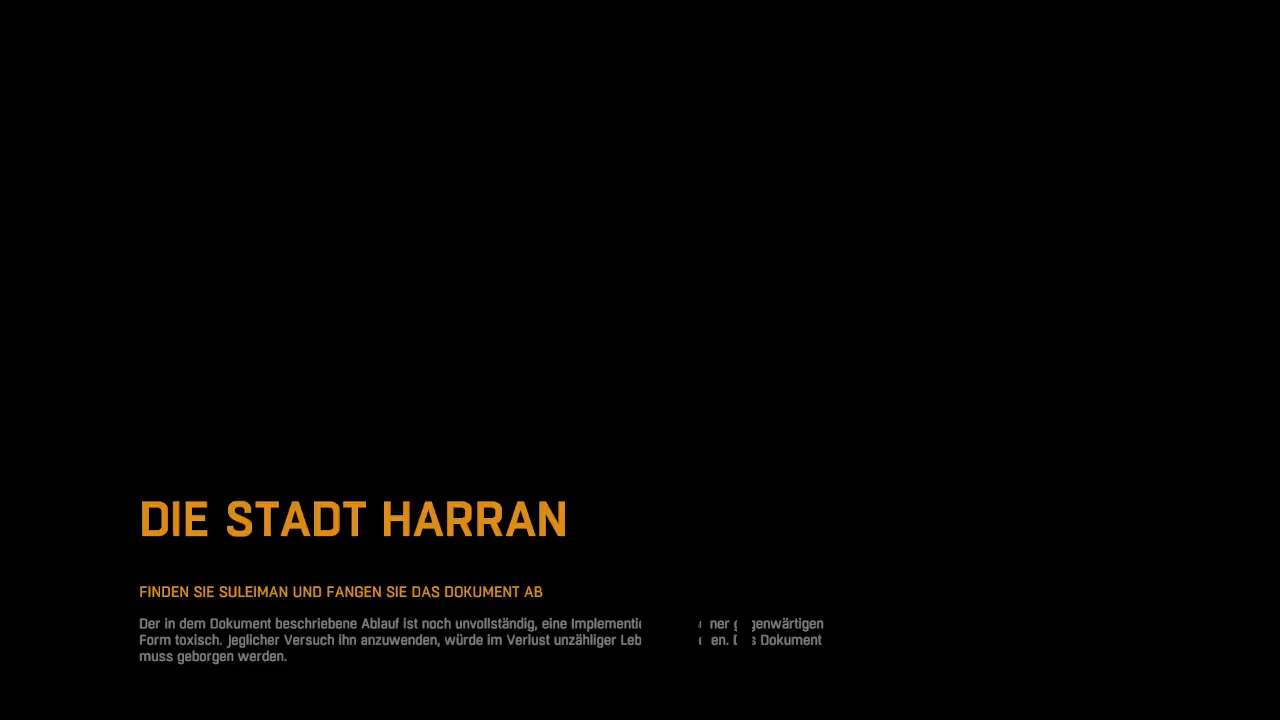 DIE STADT HARRAN
FINDEN SIE SULEIMAN UND FANGEN SIE DAS DOKUMENT AB
Der in dem Dokument beschriebene Ablauf ist noch unvollständig, eine
Form toxisch. Jeglicher Versuch ihn anzuwenden, würde im Verlust unzähliger Dokument
muss geborgen werden.